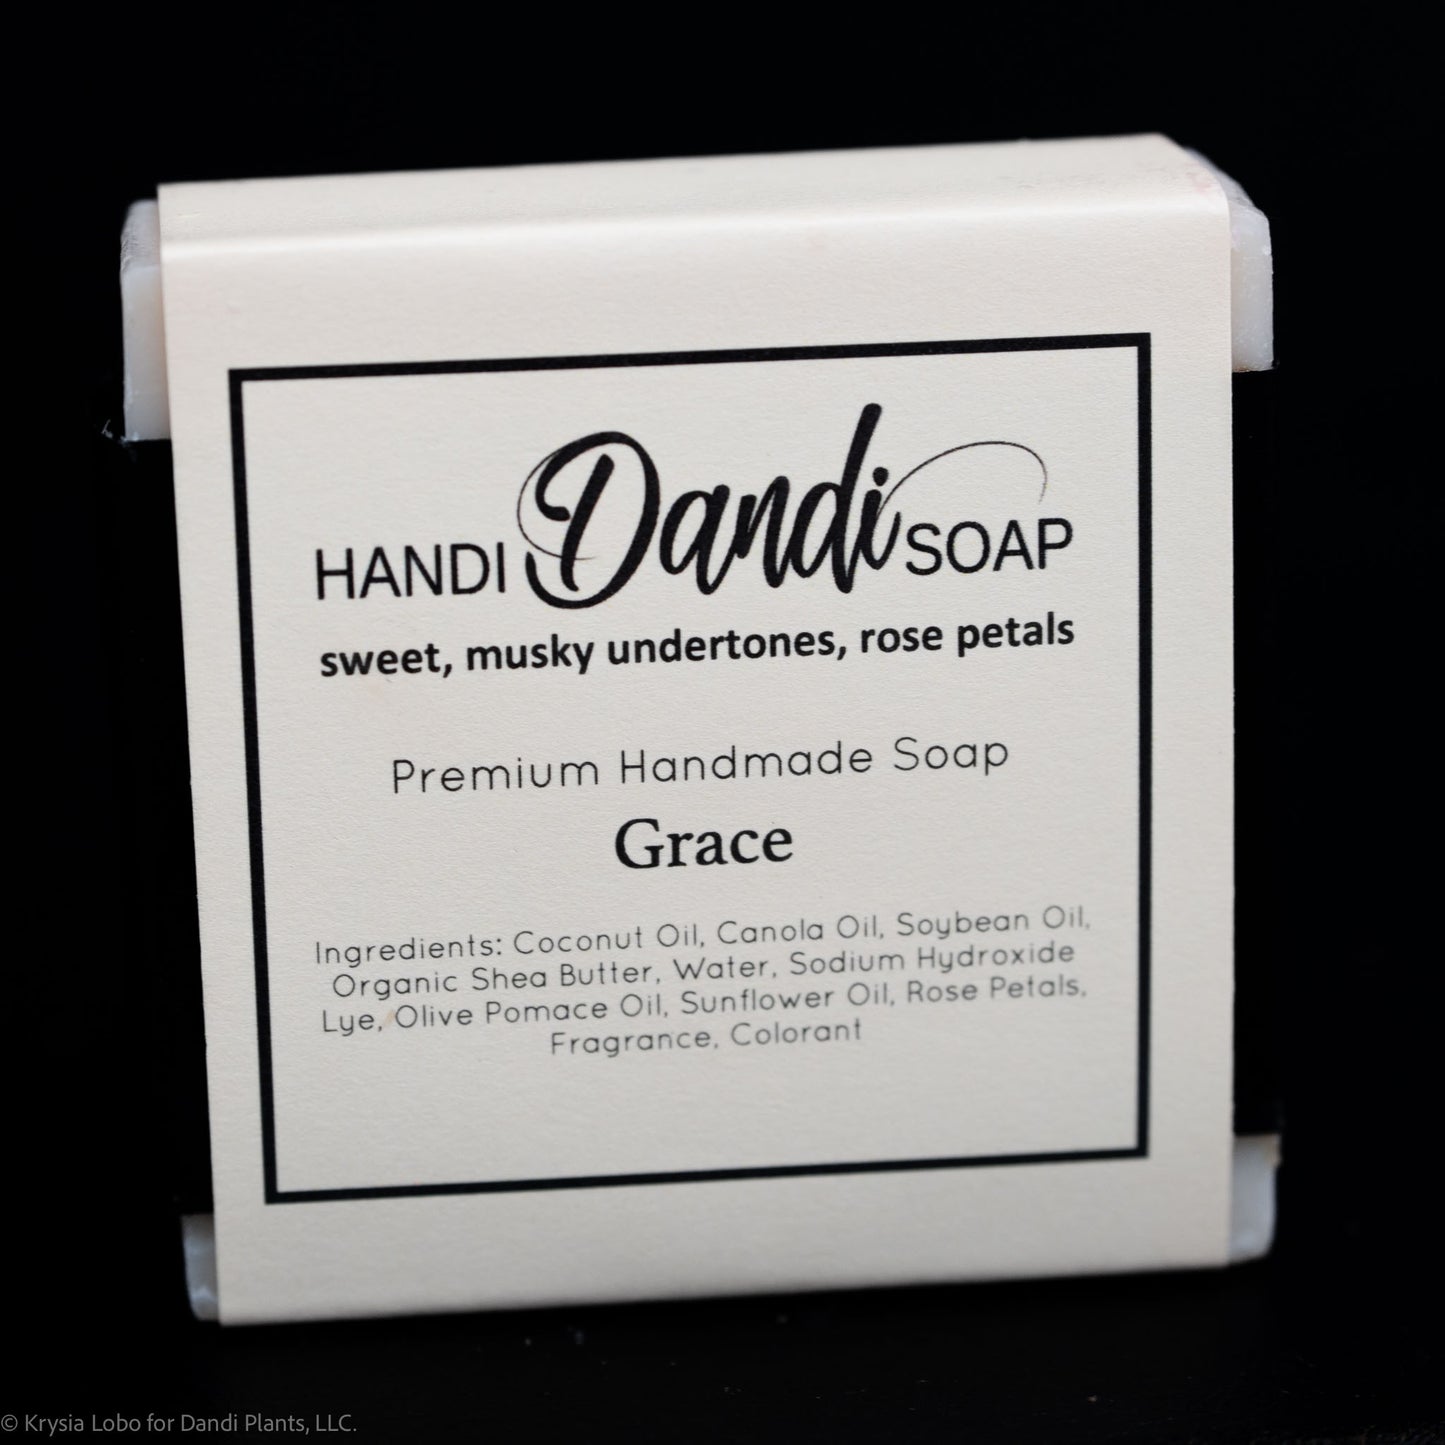 HANDI Dandi SOAP
sweet, musky undertones, rose petals
Premium Handmade Soap
Grace
Ingredients: Coconut Oil, Canola Oil, Soybean Oil,
Organic Shea Butter, Water, Sodium Hydroxide
Lye, Olive Pomace Oil, Sunflower Oil, Rose Petals,
Fragrance, Colorant
© Krysia Lobo for Dandi Plants, LLC.